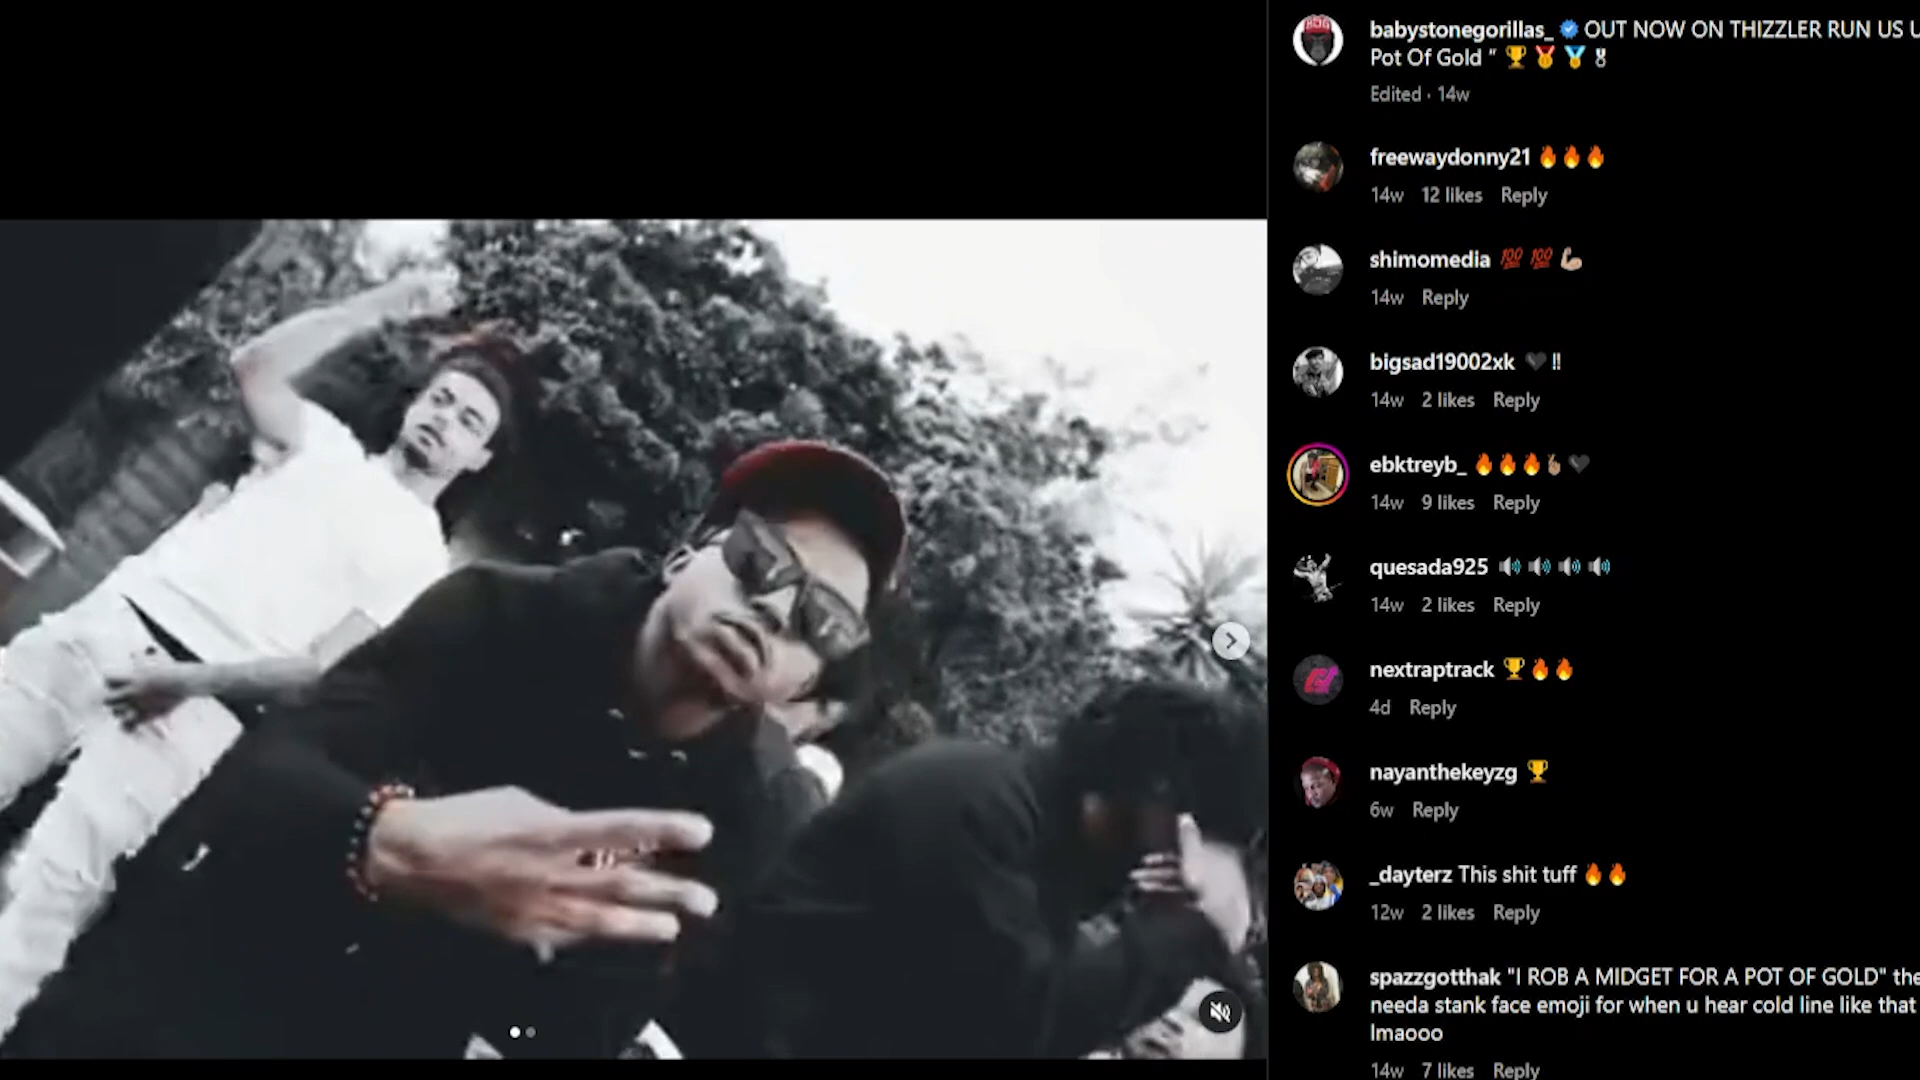 babystonegorillas_ OUT NOW ON THIZZLER RUN US U
Pot Of Gold " 🏆🥇🏅🎖
Edited · 14w
freewaydonny21 🔥🔥🔥
14w 12 likes Reply
shimomedia 💯 💯 💪🏼
14w Reply
bigsad19002xk 🖤 ‼
14w 2 likes Reply
ebktreyb_ 🔥🔥🔥🤞🏽🖤
14w 9 likes Reply
quesada925 🔊 🔊 🔊 🔊
14w 2 likes Reply
nextraptrack 🏆🔥🔥
4d Reply
nayanthekeyzg 🏆
6w Reply
_dayterz This shit tuff 🔥🔥
12w 2 likes Reply
spazzgotthak "I ROB A MIDGET FOR A POT OF GOLD" the
needa stank face emoji for when u hear cold line like that
lmaooo
14w 7 likes Reply